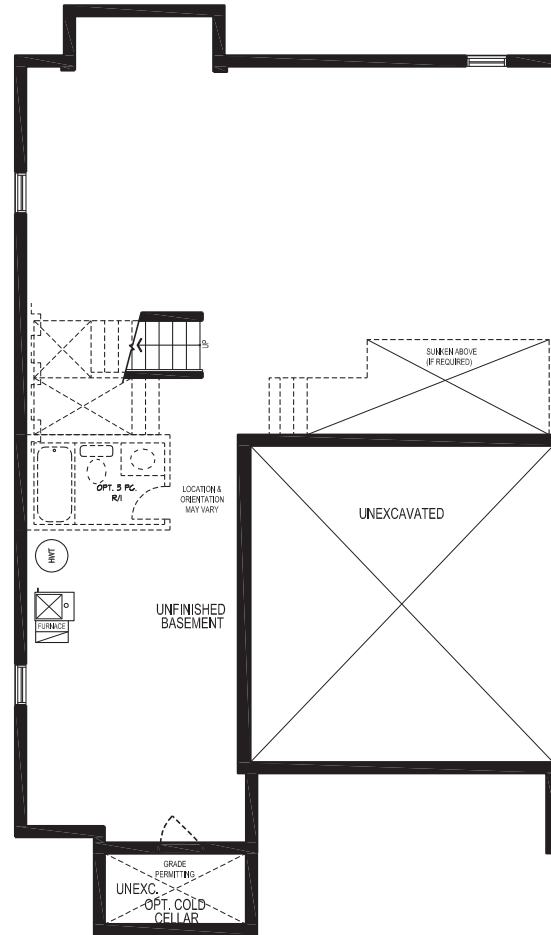 UP
SUNKEN ABOVE
(IF REQUIRED)
OPT. 3 PC.
R/I
LOCATION &
ORIENTATION
MAY VARY
UNEXCAVATED
HWT
FURNACE
UNFINISHED
BASEMENT
GRADE
PERMITTING
UNEXC.
OPT. COLD
CELLAR